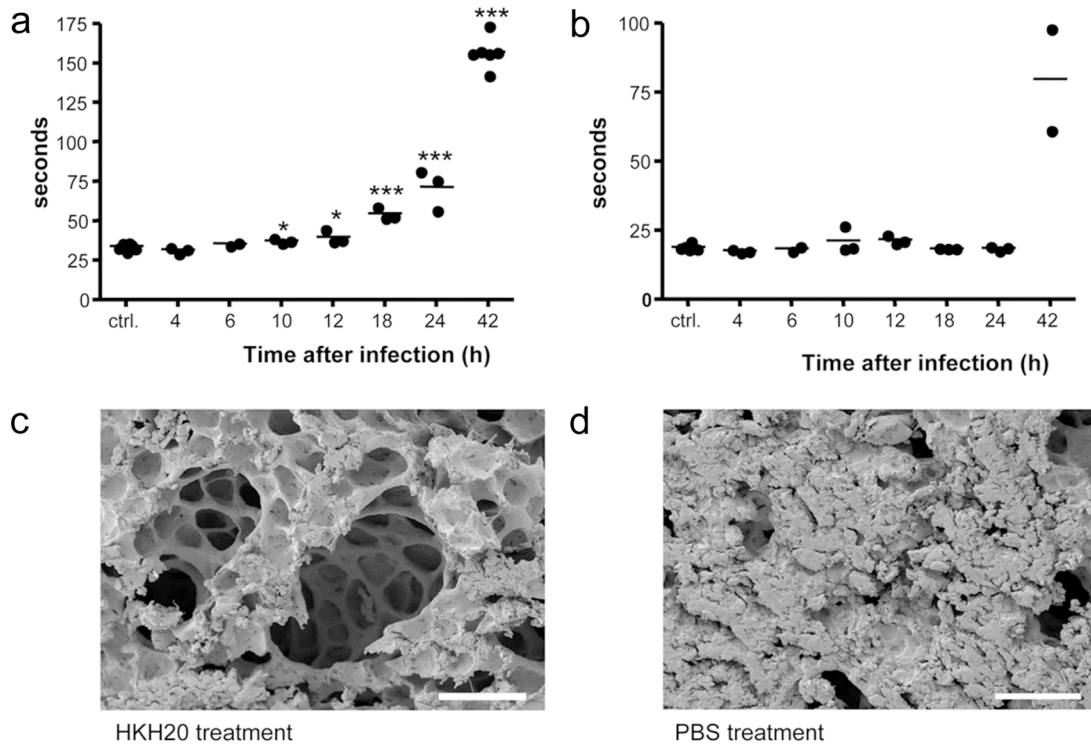 a
***
175
150
125
100
75
50
25
0
seconds
*
*
***
***
ctrl. 4 6 10 12 18 24 42
Time after infection (h)
b
100
75
50
25
0
seconds
ctrl. 4 6 10 12 18 24 42
Time after infection (h)
c
HKH20 treatment
d
PBS treatment